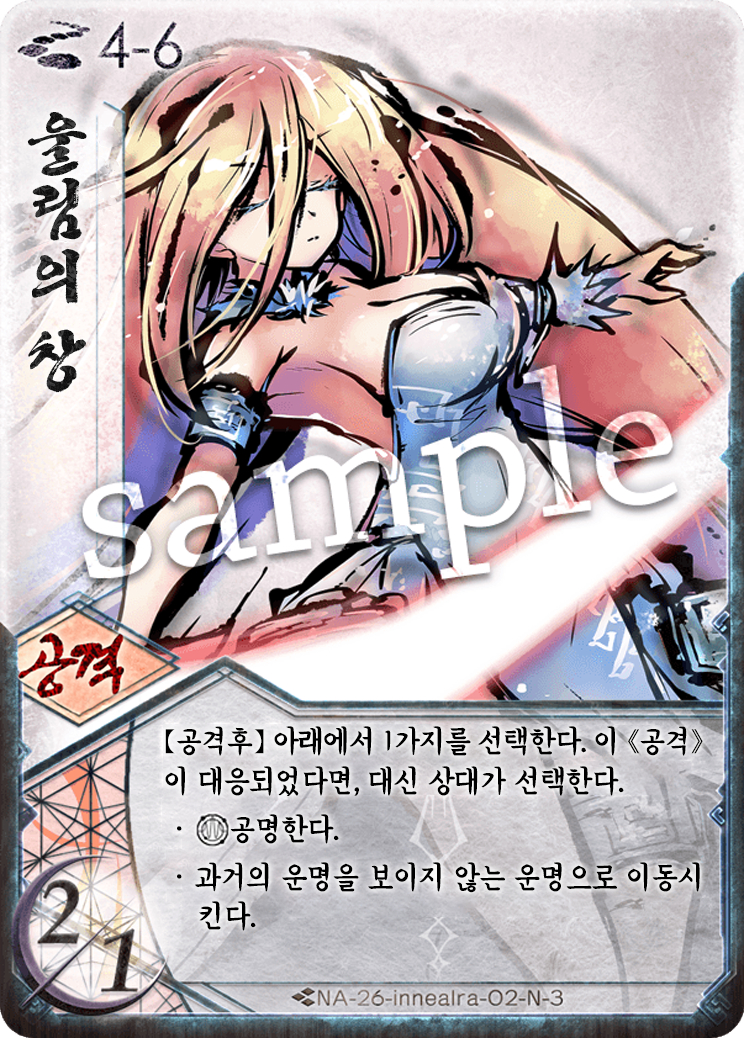 4-6
울림의 창
sample
공격
【공격후】 아래에서 1가지를 선택한다. 이 《공격》
이 대응되었다면, 대신 상대가 선택한다.
· 공명한다.
· 과거의 운명을 보이지 않는 운명으로 이동시
킨다.
2/1
NA-26-innealra-O2-N-3